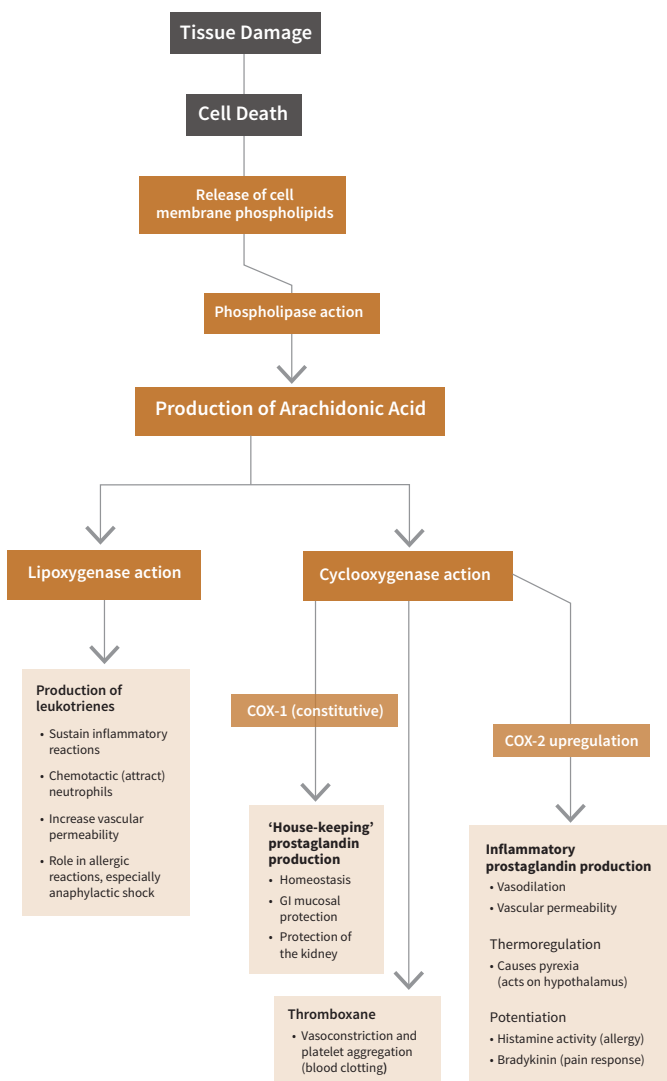 Tissue Damage
Cell Death
Release of cell
membrane phospholipids
Phospholipase action
Production of Arachidonic Acid
Lipoxygenase action
Cyclooxygenase action
Production of
leukotrienes
• Sustain inflammatory
reactions
• Chemotactic (attract)
neutrophils
• Increase vascular
permeability
• Role in allergic
reactions, especially
anaphylactic shock
COX-1 (constitutive)
COX-2 upregulation
‘House-keeping’
prostaglandin
production
• Homeostasis
• GI mucosal
protection
• Protection of
the kidney
Thromboxane
• Vasoconstriction and
platelet aggregation
(blood clotting)
Inflammatory
prostaglandin production
• Vasodilation
• Vascular permeability
Thermoregulation
• Causes pyrexia
(acts on hypothalamus)
Potentiation
• Histamine activity (allergy)
• Bradykinin (pain response)